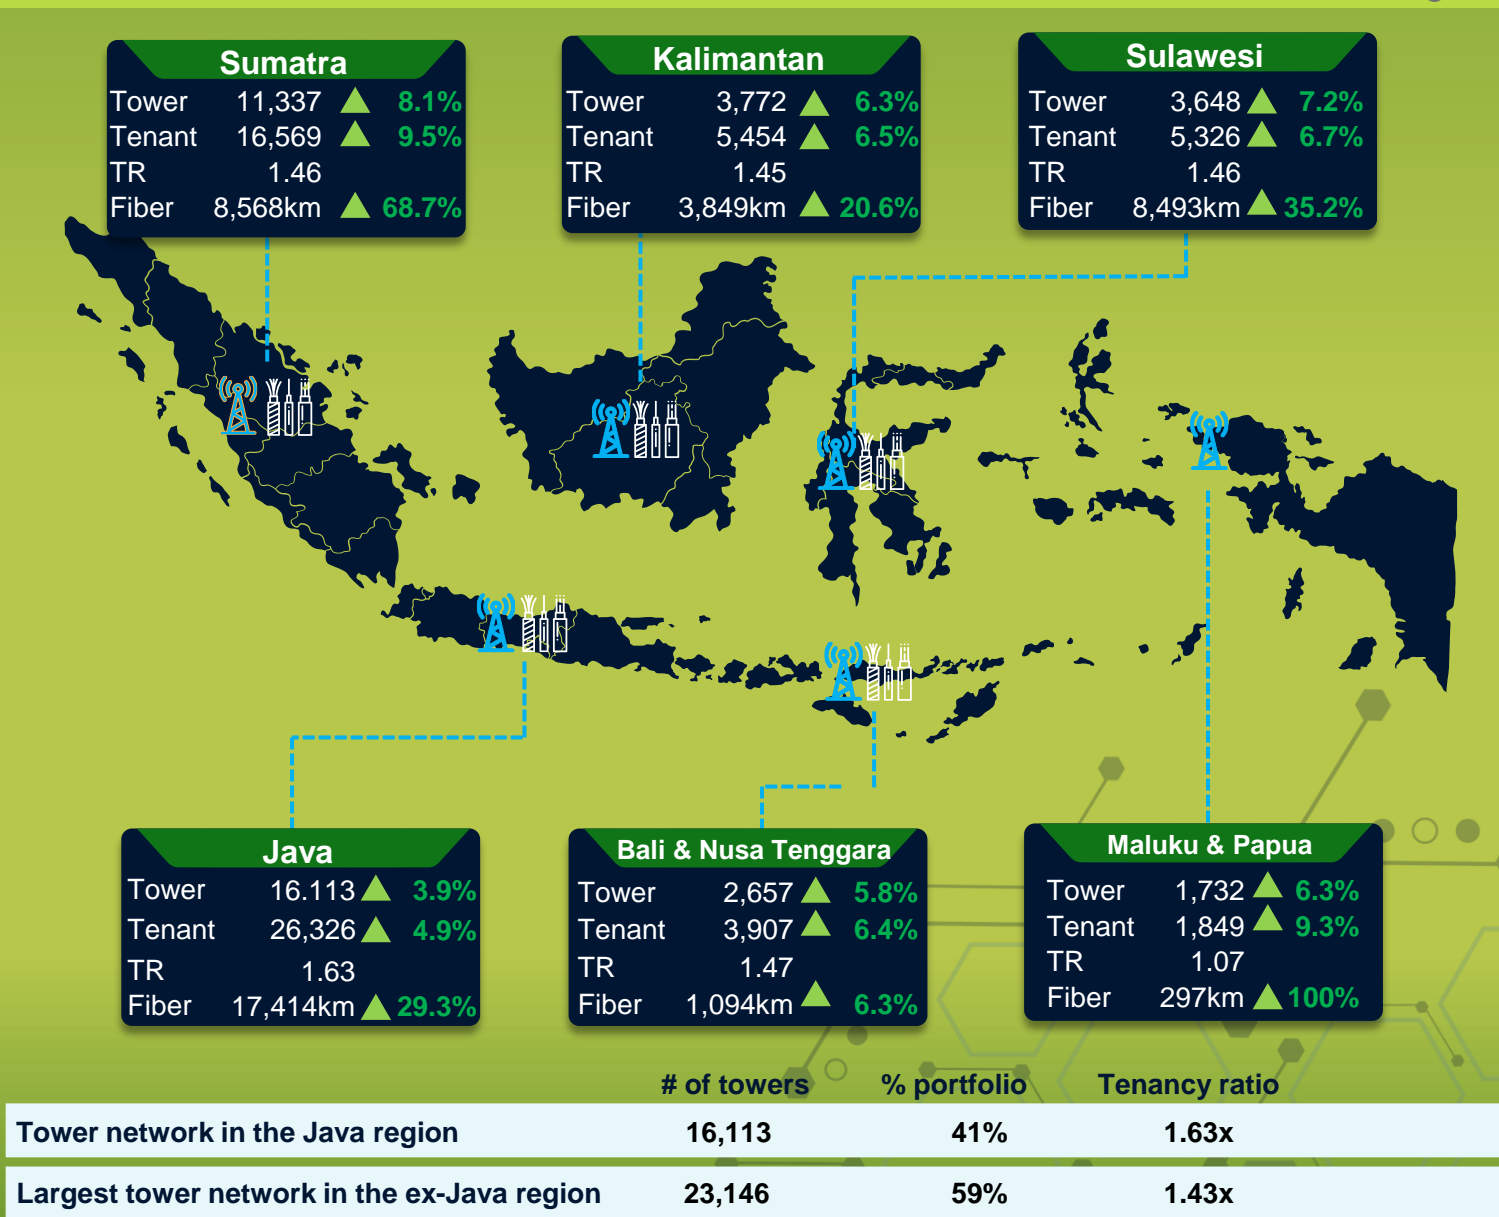 Sumatra
Tower 11,337 8.1%
Tenant 16,569 9.5%
TR 1.46
Fiber 8,568km 68.7%
Kalimantan
Tower 3,772 6.3%
Tenant 5,454 6.5%
TR 1.45
Fiber 3,849km 20.6%
Sulawesi
Tower 3,648 7.2%
Tenant 5,326 6.7%
TR 1.46
Fiber 8,493km 35.2%
Java
Tower 16.113 3.9%
Tenant 26,326 4.9%
TR 1.63
Fiber 17,414km 29.3%
Bali & Nusa Tenggara
Tower 2,657 5.8%
Tenant 3,907 6.4%
TR 1.47
Fiber 1,094km 6.3%
Maluku & Papua
Tower 1,732 6.3%
Tenant 1,849 9.3%
TR 1.07
Fiber 297km 100%
# of towers % portfolio Tenancy ratio
Tower network in the Java region 16,113 41% 1.63x
Largest tower network in the ex-Java region 23,146 59% 1.43x